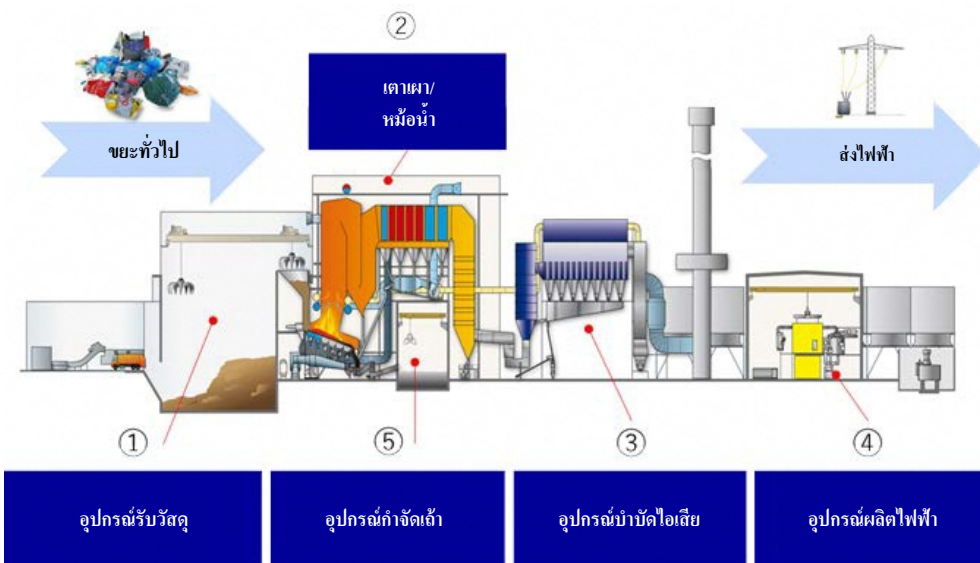 ②
เตาเผา/
หม้อน้ำ
ขยะทั่วไป
ส่งไฟฟ้า
①
⑤
③
④
อุปกรณ์รับวัสดุ
อุปกรณ์กำจัดเถ้า
อุปกรณ์บำบัดไอเสีย
อุปกรณ์ผลิตไฟฟ้า